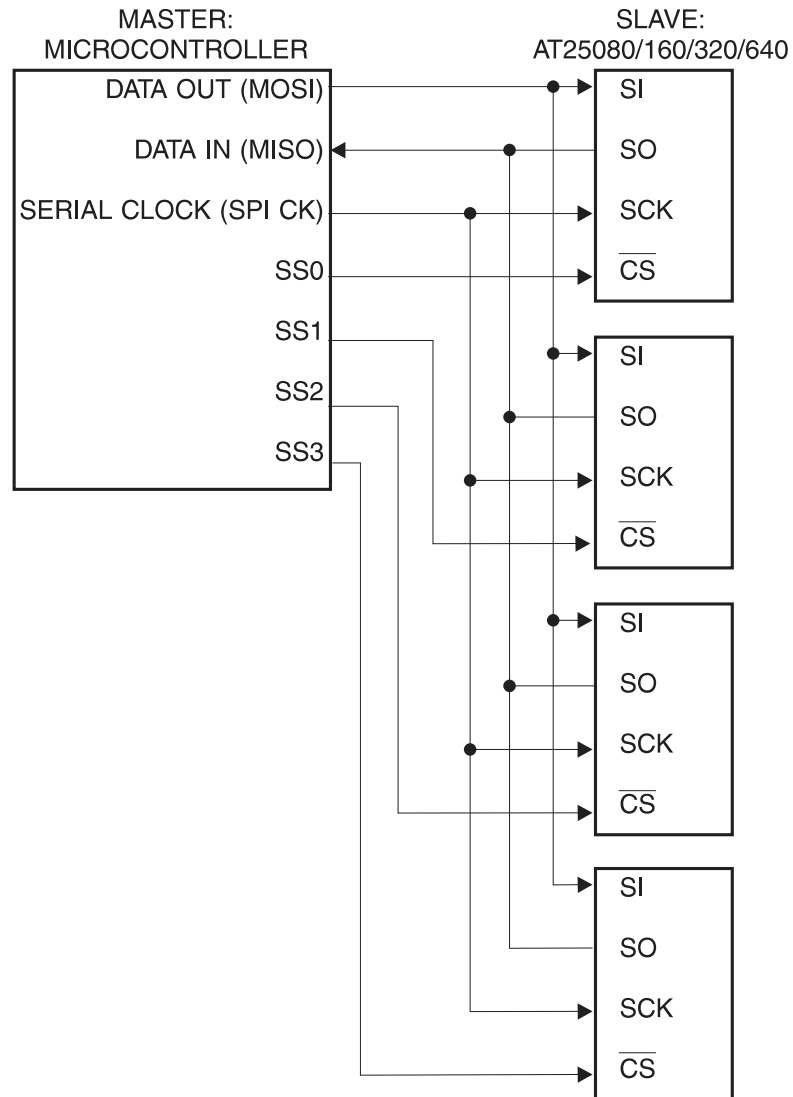 MASTER:
MICROCONTROLLER
SLAVE:
AT25080/160/320/640
DATA OUT (MOSI)
DATA IN (MISO)
SERIAL CLOCK (SPI CK)
SS0
SS1
SS2
SS3
SI
SO
SCK
CS
SI
SO
SCK
CS
SI
SO
SCK
CS
SI
SO
SCK
CS